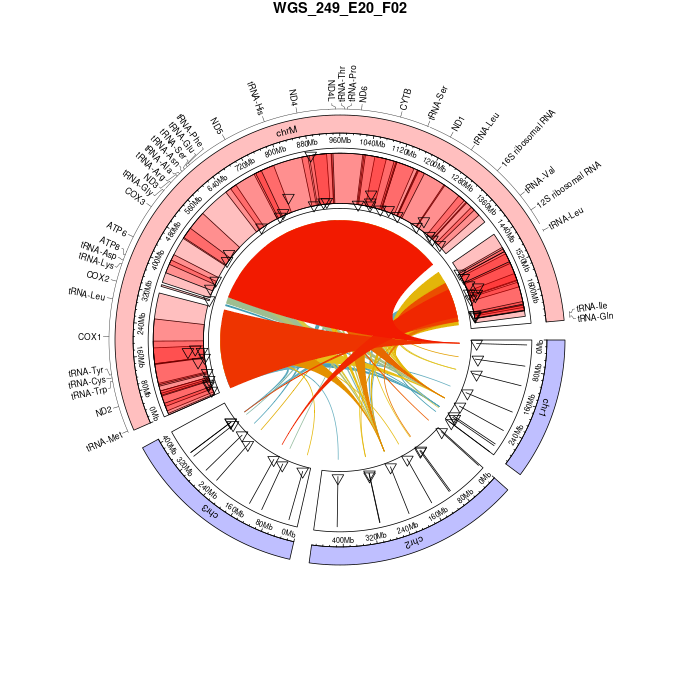 WGS_249_E20_F02
tRNA-Met
ND2
tRNA-Trp
tRNA-Cys
tRNA-Tyr
COX1
tRNA-Leu
COX2
tRNA-Lys
tRNA-Asp
ATP8
ATP6
COX3
tRNA-Gly
ND3
tRNA-Arg
tRNA-Ala
tRNA-Asn
tRNA-Ser
tRNA-Glu
tRNA-Phe
ND5
tRNA-His
ND4
ND4L
tRNA-Thr
tRNA-Pro
ND6
CYTB
tRNA-Ser
ND1
tRNA-Leu
16S ribosomal RNA
tRNA-Val
12S ribosomal RNA
tRNA-Leu
tRNA-Ile
tRNA-Gln
chrM
0Mb
80Mb
160Mb
240Mb
320Mb
400Mb
480Mb
560Mb
640Mb
720Mb
800Mb
880Mb
960Mb
1040Mb
1120Mb
1200Mb
1280Mb
1360Mb
1440Mb
1520Mb
1600Mb
chr1
0Mb
80Mb
160Mb
240Mb
chr2
0Mb
80Mb
160Mb
240Mb
320Mb
400Mb
chr3
0Mb
80Mb
160Mb
240Mb
320Mb
400Mb